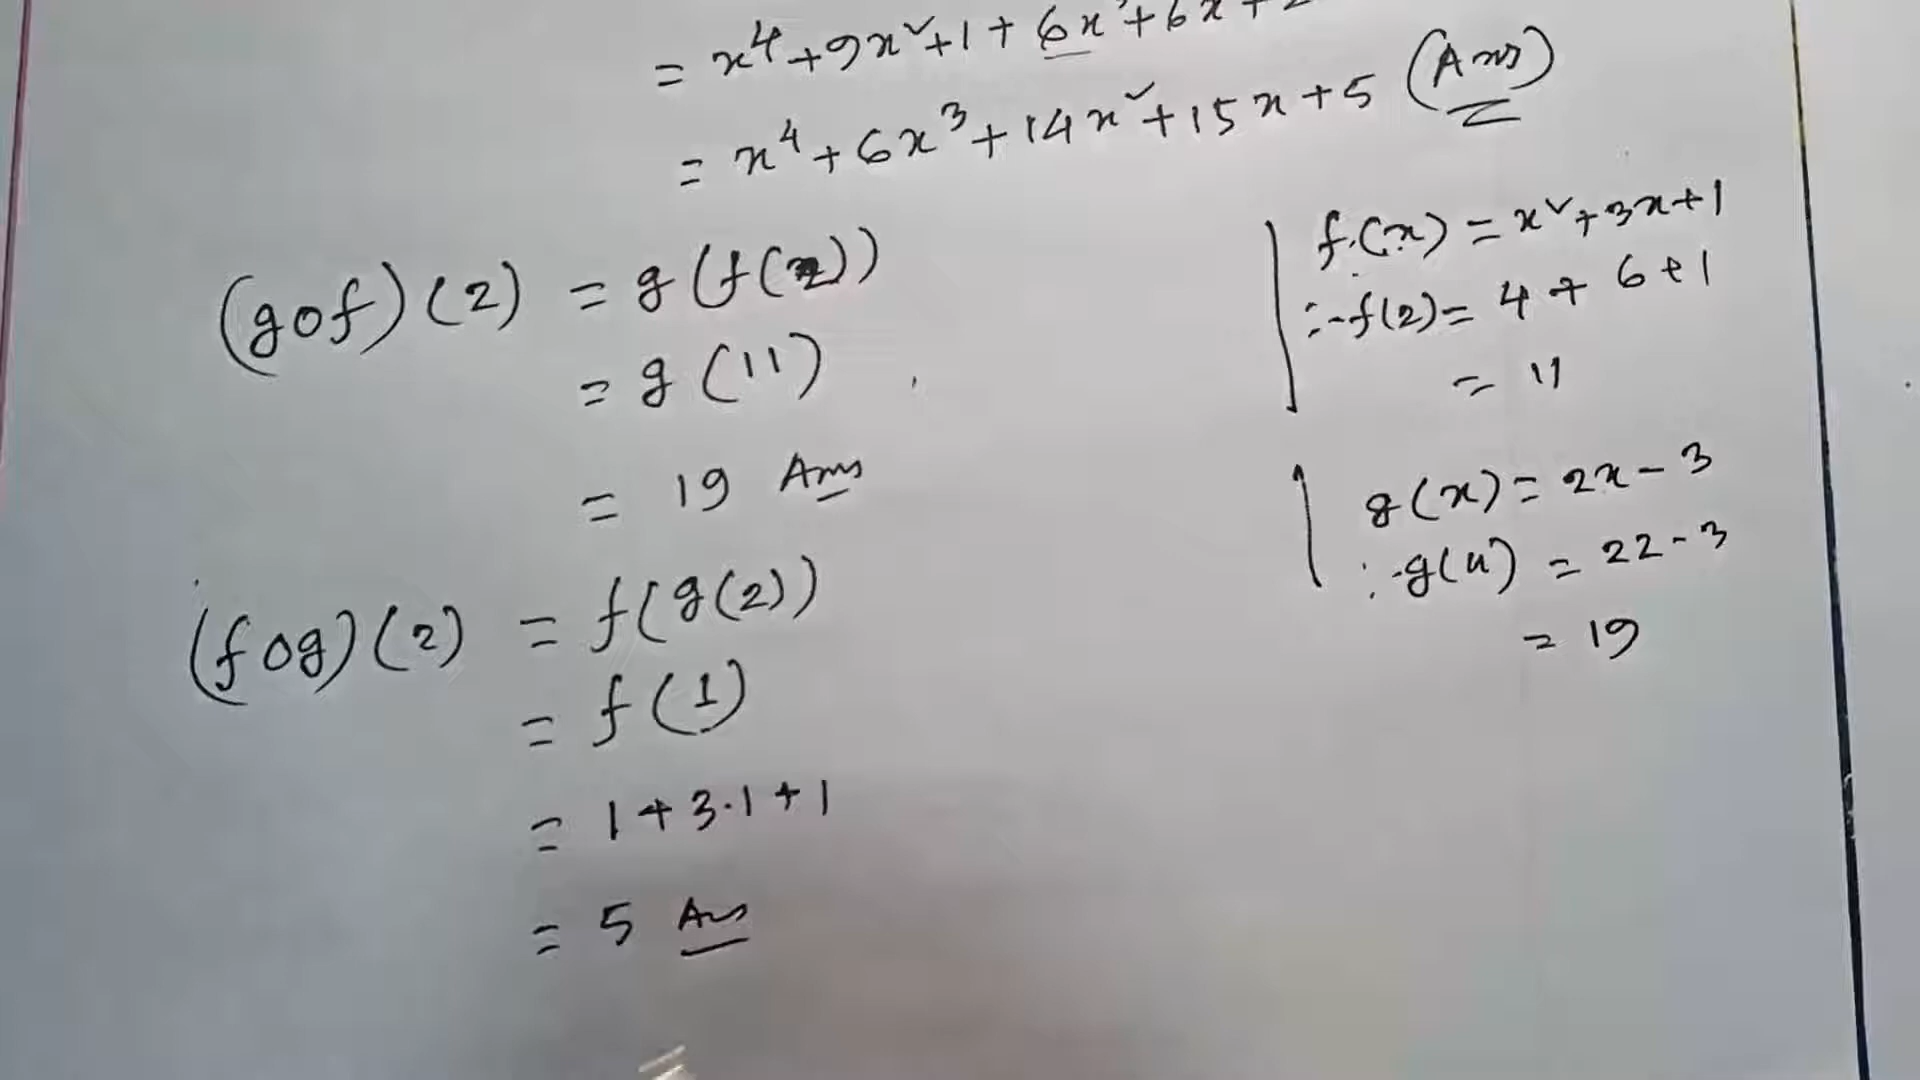 = x⁴+9x²+1+6x³+6x+2
= x⁴+6x³+14x²+15x+5 (Ans)
(gof)(2) = g(f(2))
= g(11)
= 19 Ans
(fog)(2) = f(g(2))
= f(1)
= 1+3.1+1
= 5 Ans
f(x) = x²+3x+1
∴ f(2) = 4+6+1
= 11
g(x) = 2x-3
∴ g(11) = 22-3
= 19